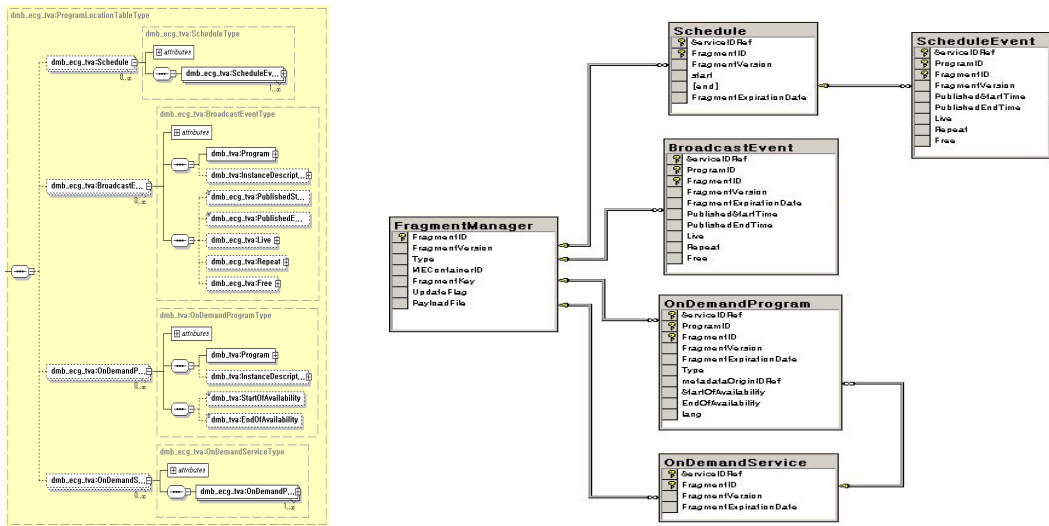 dmb_ecg_tva:ProgramLocationTableType
dmb_ecg_tva:ScheduleType
dmb_ecg_tva:Schedule
0..∞
attributes
dmb_ecg_tva:ScheduleEv...
1..∞
dmb_ecg_tva:BroadcastEventType
attributes
dmb_ecg_tva:BroadcastE...
0..∞
dmb_tva:Program
dmb_tva:InstanceDescript...
dmb_ecg_tva:PublishedSt...
dmb_ecg_tva:PublishedE...
dmb_ecg_tva:Live
dmb_ecg_tva:Repeat
dmb_ecg_tva:Free
dmb_tva:OnDemandProgramType
attributes
dmb_ecg_tva:OnDemandP...
0..∞
dmb_tva:Program
dmb_tva:InstanceDescript...
dmb_tva:StartOfAvailability
dmb_tva:EndOfAvailability
dmb_ecg_tva:OnDemandServiceType
attributes
dmb_ecg_tva:OnDemandS...
0..∞
dmb_ecg_tva:OnDemandP...
1..∞
FragmentManager
FragmentID
FragmentVersion
Type
MEContainerID
FragmentKey
UpdateFlag
PayloadFile
Schedule
ServiceIDRef
FragmentID
FragmentVersion
start
[end]
FragmentExpirationDate
ScheduleEvent
ServiceIDRef
ProgramID
FragmentID
FragmentVersion
PublishedStartTime
PublishedEndTime
Live
Repeat
Free
BroadcastEvent
ServiceIDRef
ProgramID
FragmentID
FragmentVersion
FragmentExpirationDate
PublishedStartTime
PublishedEndTime
Live
Repeat
Free
OnDemandProgram
ServiceIDRef
ProgramID
FragmentID
FragmentVersion
FragmentExpirationDate
Type
metadataOriginIDRef
StartOfAvailability
EndOfAvailability
lang
OnDemandService
ServiceIDRef
FragmentID
FragmentVersion
FragmentExpirationDate